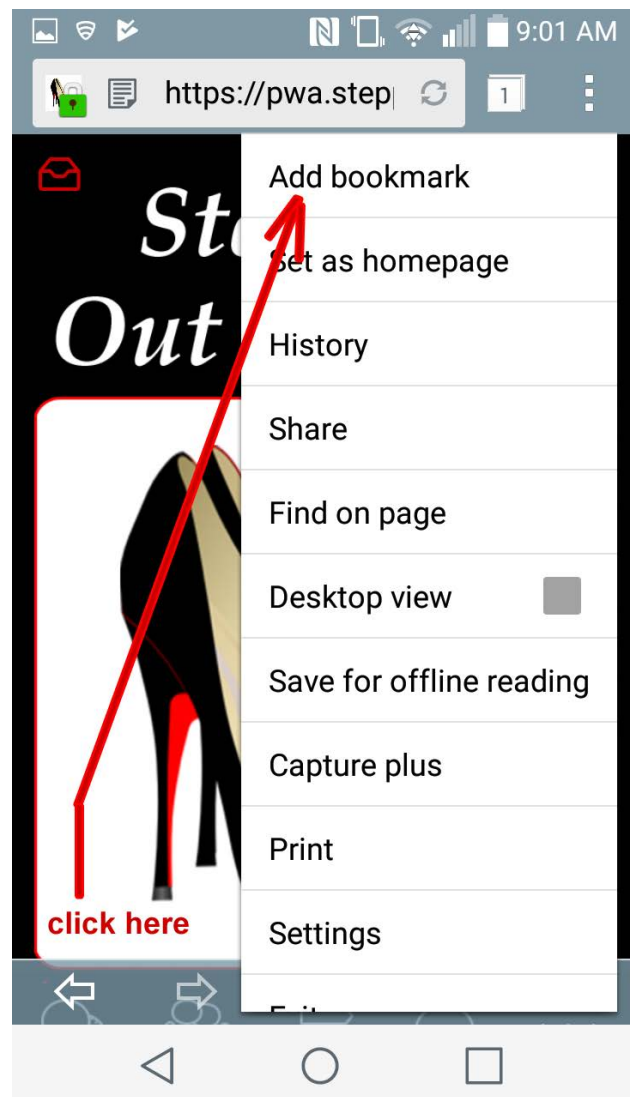 9:01 AM
https://pwa.step
1
Add bookmark
Set as homepage
Out
History
Share
Find on page
Desktop view
Save for offline reading
Capture plus
Print
click here
Settings